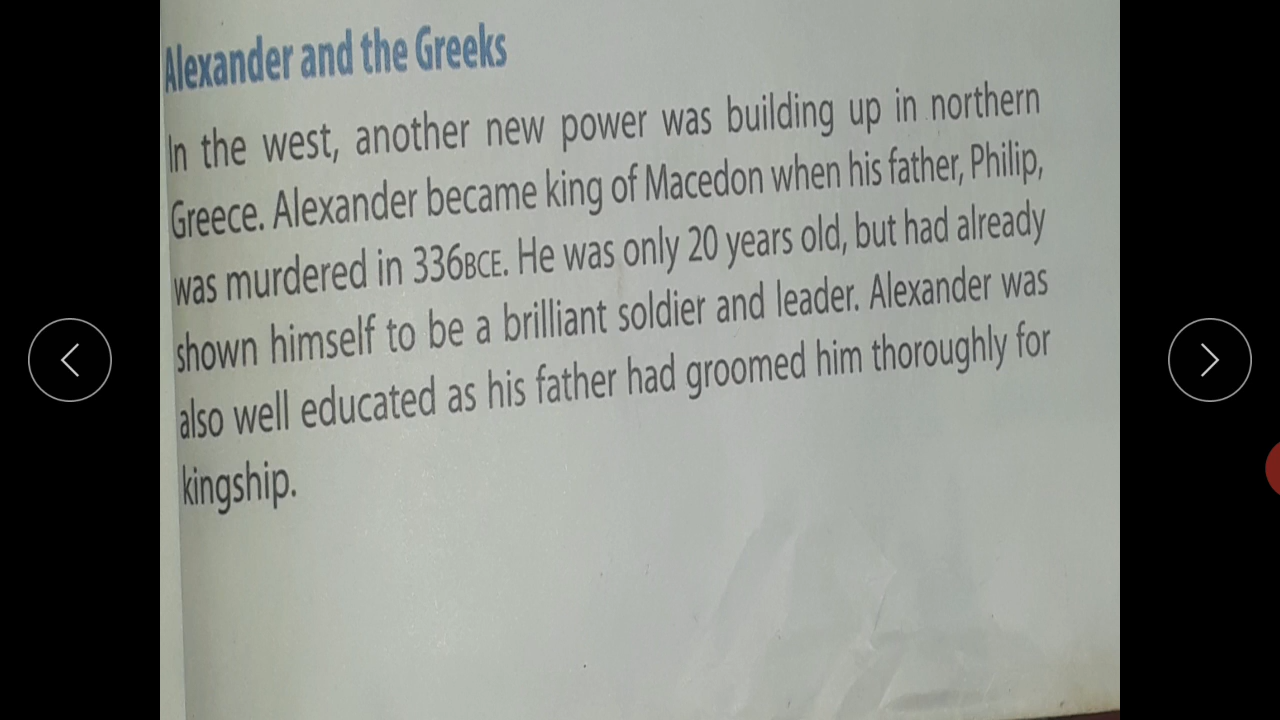 Alexander and the Greeks
In the west, another new power was building up in northern
Greece. Alexander became king of Macedon when his father, Philip,
was murdered in 336BCE. He was only 20 years old, but had already
shown himself to be a brilliant soldier and leader. Alexander was
also well educated as his father had groomed him thoroughly for
kingship.